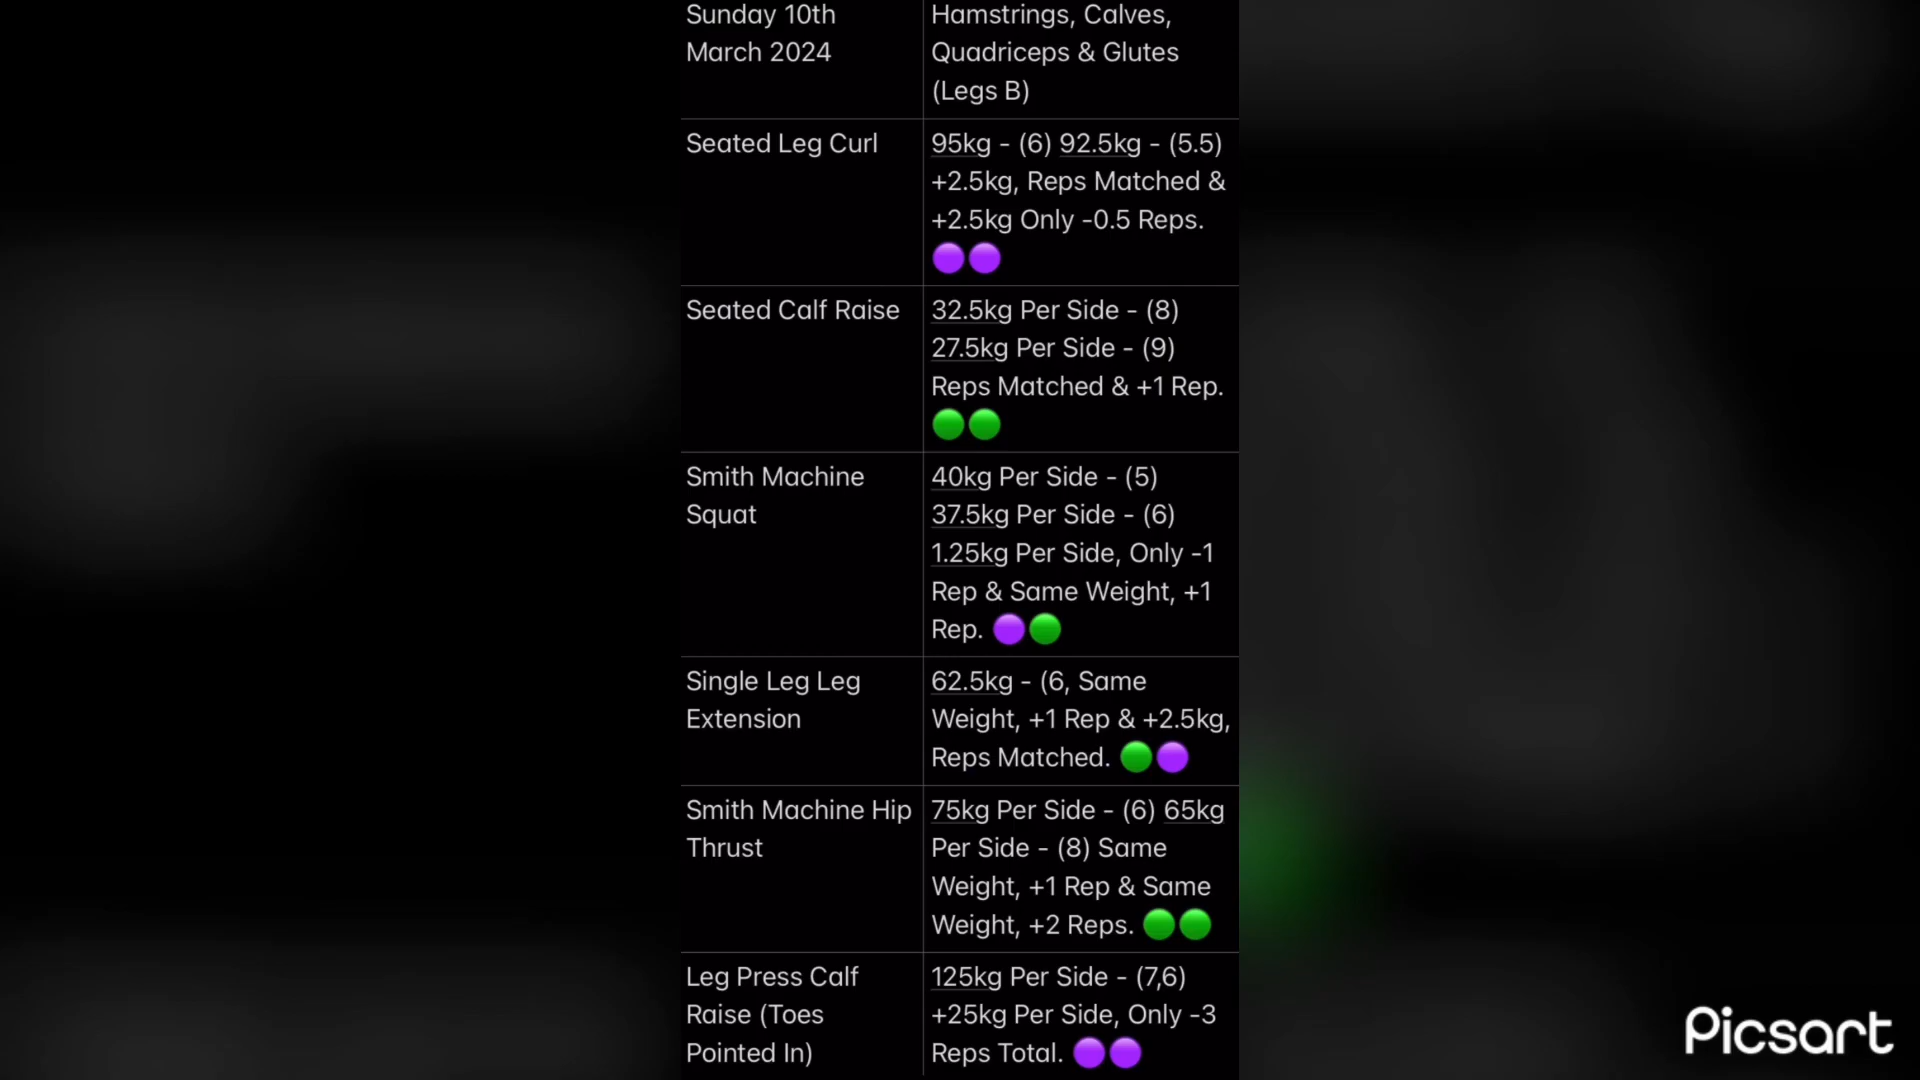 Sunday 10th
March 2024
Hamstrings, Calves,
Quadriceps & Glutes
(Legs B)
Seated Leg Curl
95kg - (6) 92.5kg - (5.5)
+2.5kg, Reps Matched &
+2.5kg Only -0.5 Reps.
Seated Calf Raise
32.5kg Per Side - (8)
27.5kg Per Side - (9)
Reps Matched & +1 Rep.
Smith Machine
Squat
40kg Per Side - (5)
37.5kg Per Side - (6)
1.25kg Per Side, Only -1
Rep & Same Weight, +1
Rep.
Single Leg Leg
Extension
62.5kg - (6, Same
Weight, +1 Rep & +2.5kg,
Reps Matched.
Smith Machine Hip
Thrust
75kg Per Side - (6) 65kg
Per Side - (8) Same
Weight, +1 Rep & Same
Weight, +2 Reps.
Leg Press Calf
Raise (Toes
Pointed In)
125kg Per Side - (7,6)
+25kg Per Side, Only -3
Reps Total.
Picsart